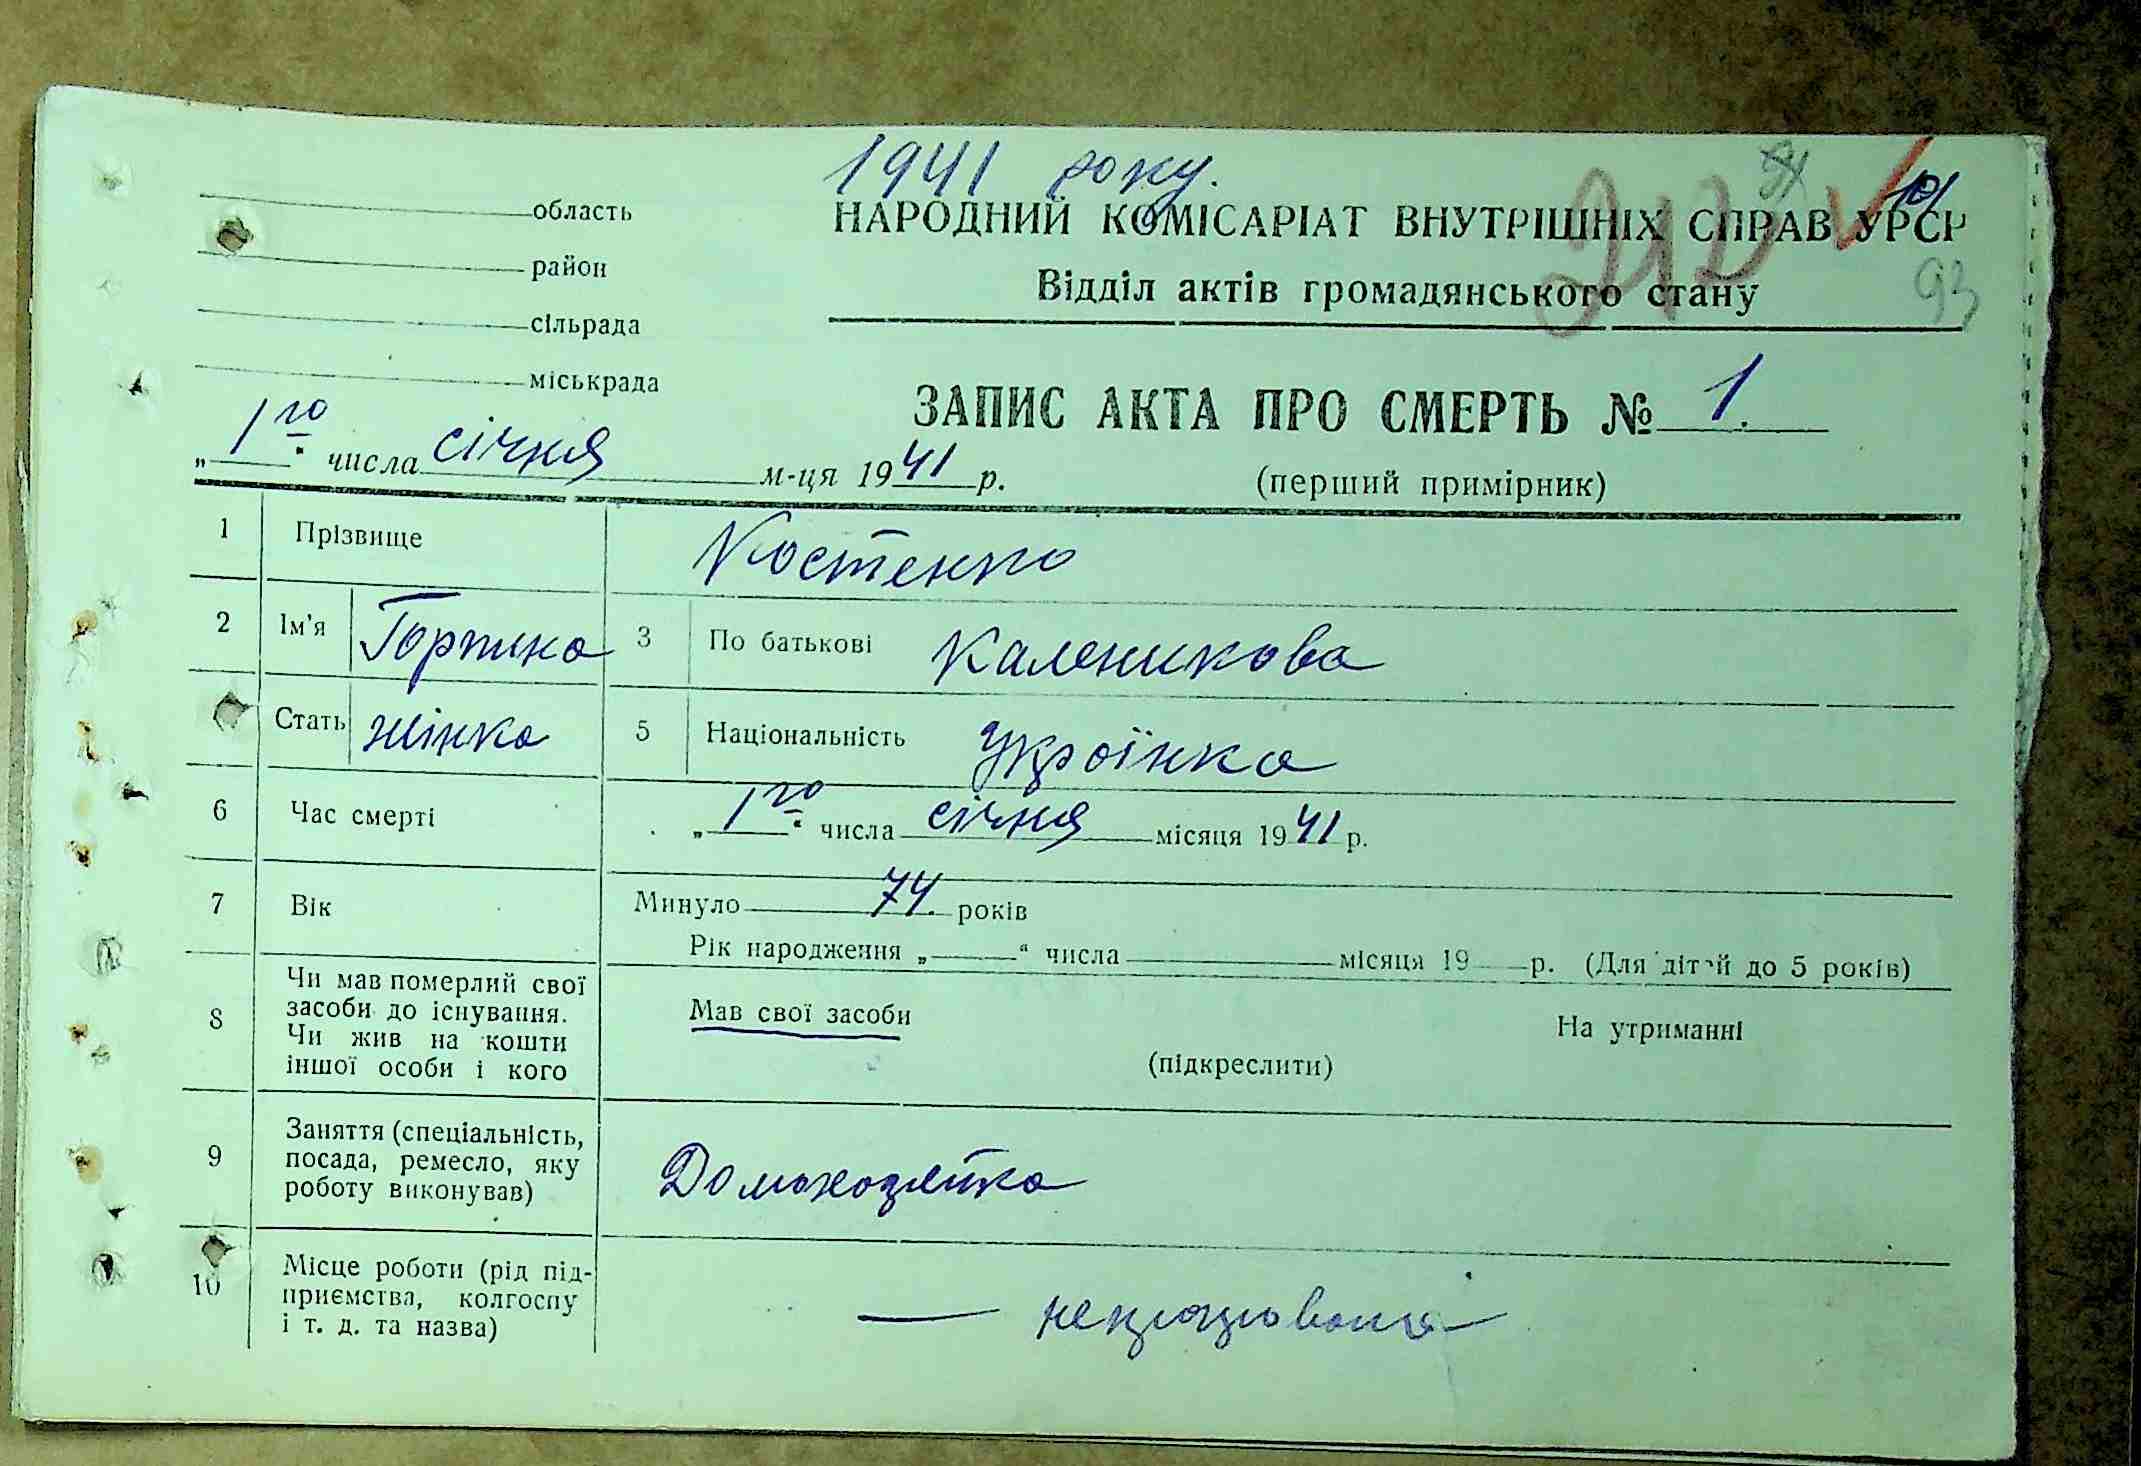 1941 року.
область
район
сільрада
міськрада
НАРОДНИЙ КОМІСАРІАТ ВНУТРІШНІХ СПРАВ УРСР
Відділ актів громадянського стану
212
93
ЗАПИС АКТА ПРО СМЕРТЬ № 1.
(перший примірник)
„1го“ числа січня м-ця 1941 р.
1 Прізвище Костенко
2 Ім'я Горпина 3 По батькові Каленикова
Стать жінка 5 Національність Українка
6 Час смерті „1го“ числа січня місяця 1941 р.
7 Вік Минуло 74. років
Рік народження „ “ числа місяця 19 р. (Для дітей до 5 років)
8 Чи мав померлий свої
засоби до існування.
Чи жив на кошти
іншої особи і кого
Мав свої засоби На утриманні
(підкреслити)
9 Заняття (спеціальність,
посада, ремесло, яку
роботу виконував)
Домохозяйка
10 Місце роботи (рід під-
приємства, колгоспу
і т. д. та назва)
— непрацювала